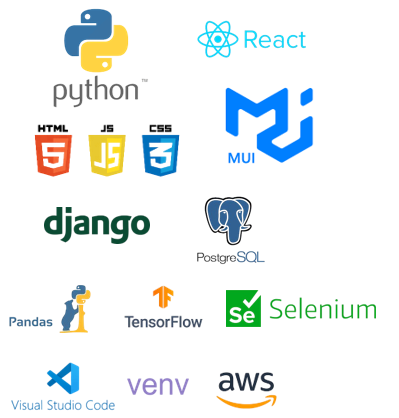 python™
React
HTML JS CSS
5 JS 3
MUI
django
PostgreSQL
Pandas
TensorFlow
Se Selenium
Visual Studio Code
venv
aws